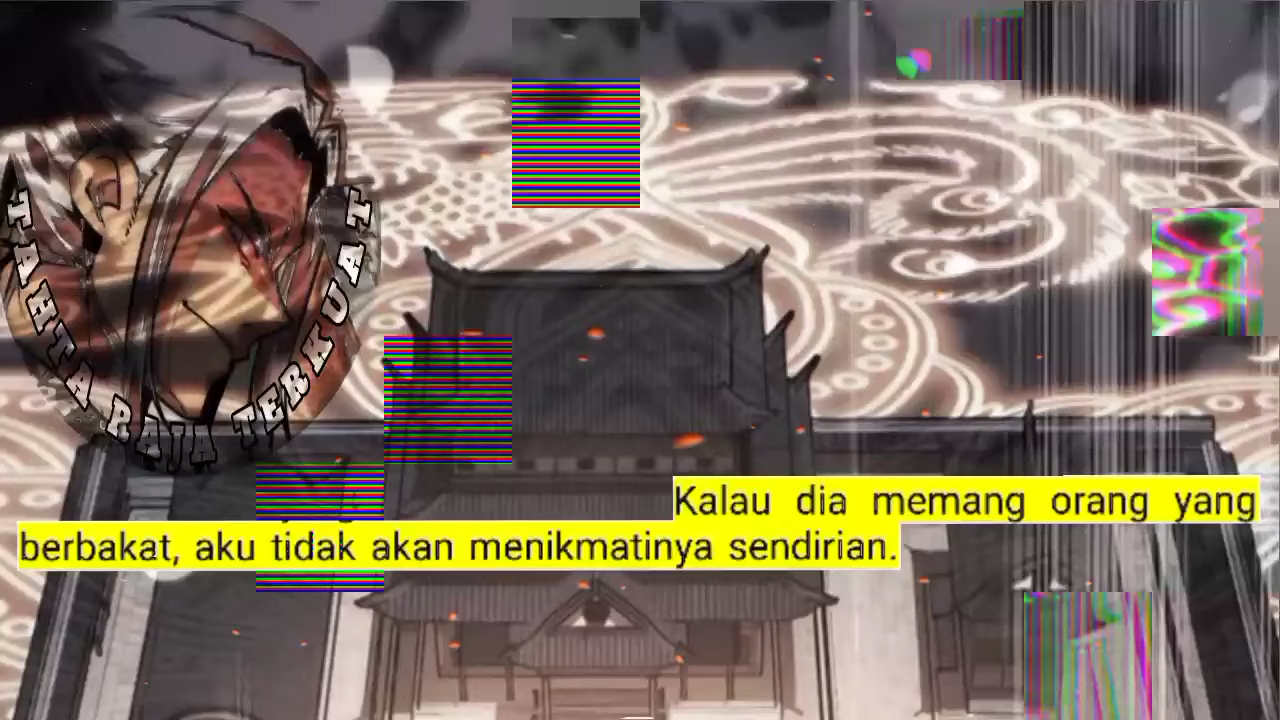 TAHTA RAJA TERKUAT
Kalau dia memang orang yang
berbakat, aku tidak akan menikmatinya sendirian.